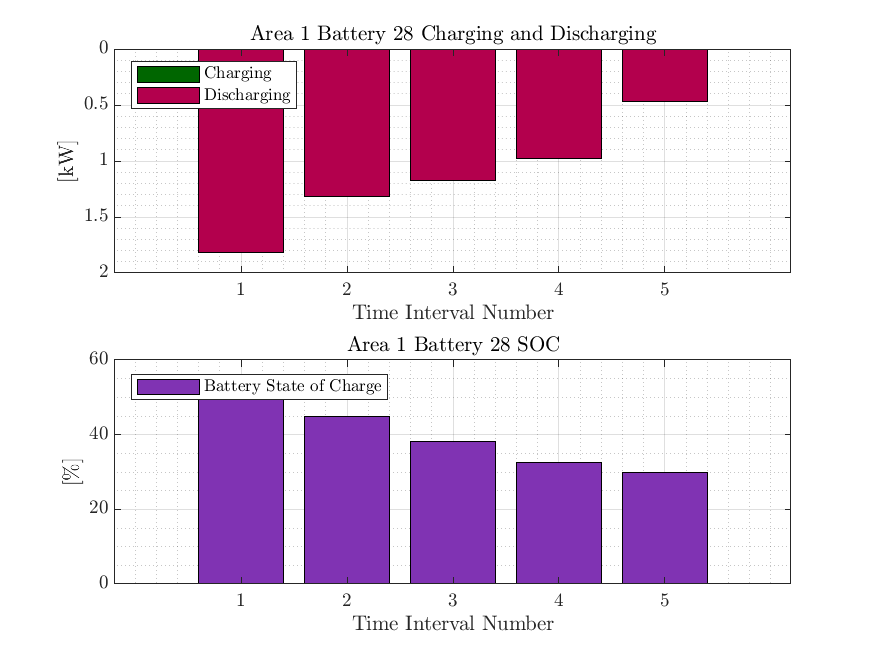 Area 1 Battery 28 Charging and Discharging
0
0.5
1
1.5
2
[kW]
Charging
Discharging
1 2 3 4 5
Time Interval Number
Area 1 Battery 28 SOC
60
40
20
0
[%]
Battery State of Charge
1 2 3 4 5
Time Interval Number